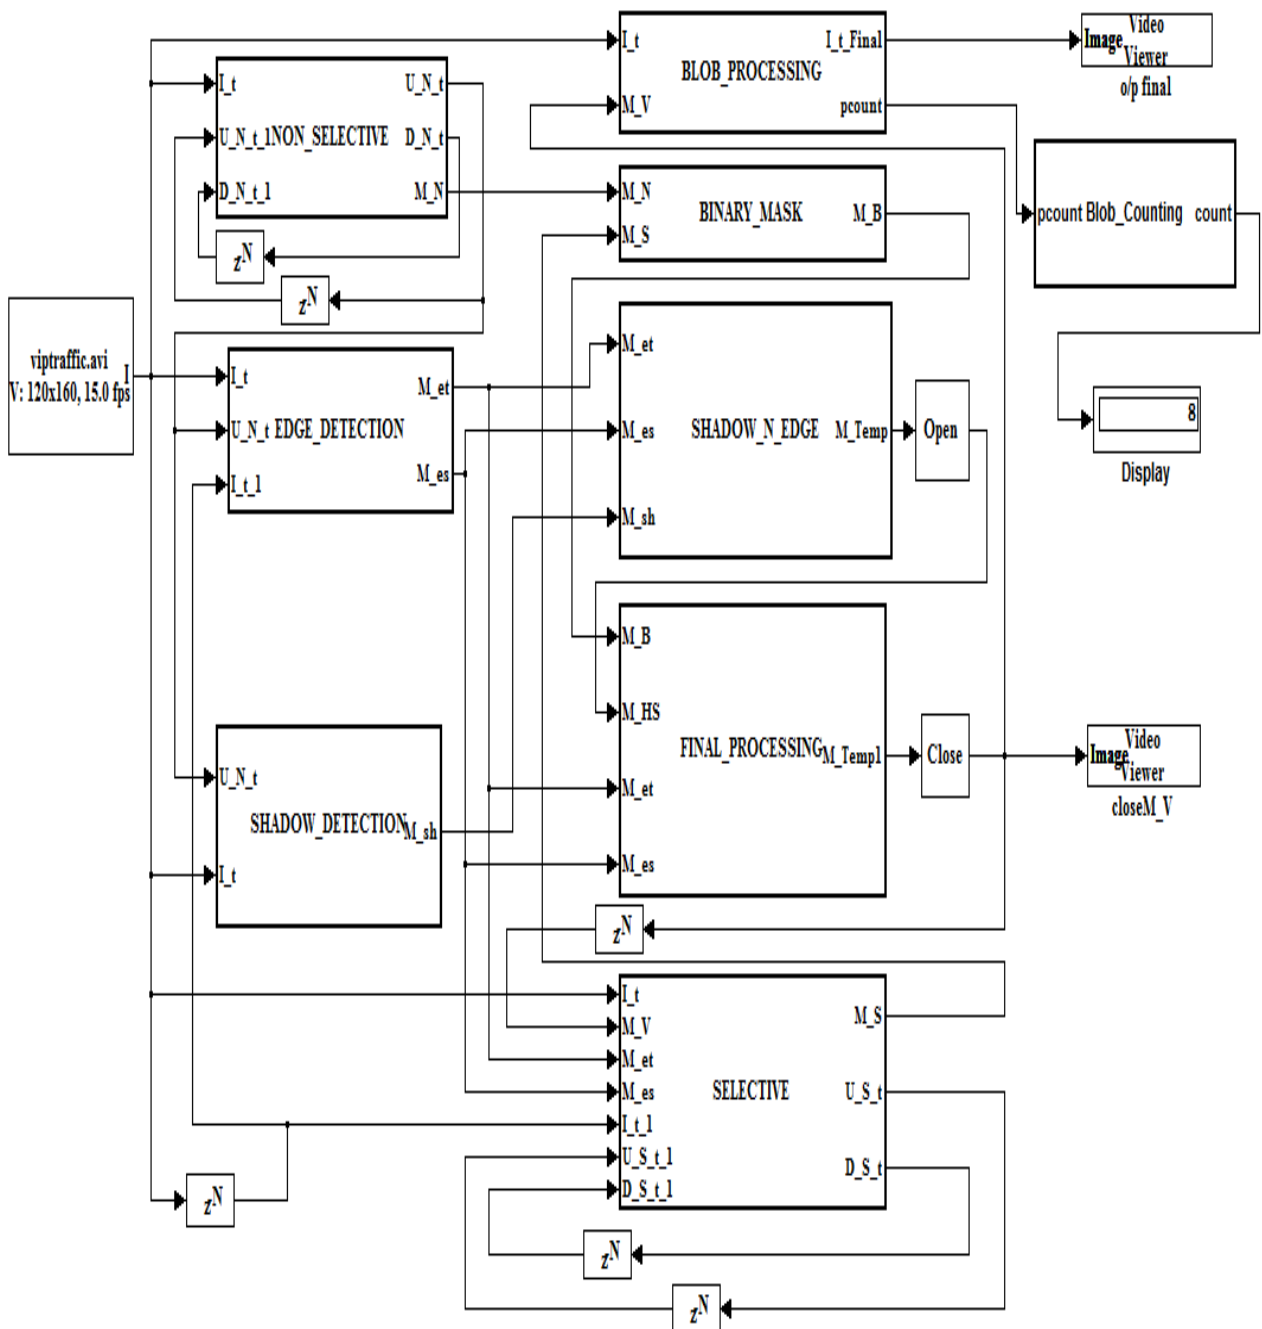 I_t
BLOB_PROCESSING
M_V
I_t_Final
pcount
Image
Video
Viewer
o/p final
I_t
U_N_t_1
NON_SELECTIVE
D_N_t_1
U_N_t
D_N_t
M_N
z^N
z^N
M_N
BINARY_MASK
M_S
M_B
pcount Blob_Counting count
8
Display
viptraffic.avi
V: 120x160, 15.0 fps
I
I_t
U_N_t
EDGE_DETECTION
I_t_1
M_et
M_es
M_et
M_es
SHADOW_N_EDGE
M_sh
M_Temp
Open
U_N_t
SHADOW_DETECTION
M_sh
I_t
M_B
M_HS
FINAL_PROCESSING
M_Temp1
M_et
M_es
Close
Image
Video
Viewer
closeM_V
z^N
I_t
M_V
M_et
M_es
SELECTIVE
I_t_1
U_S_t_1
D_S_t_1
M_S
U_S_t
D_S_t
z^N
z^N
z^N